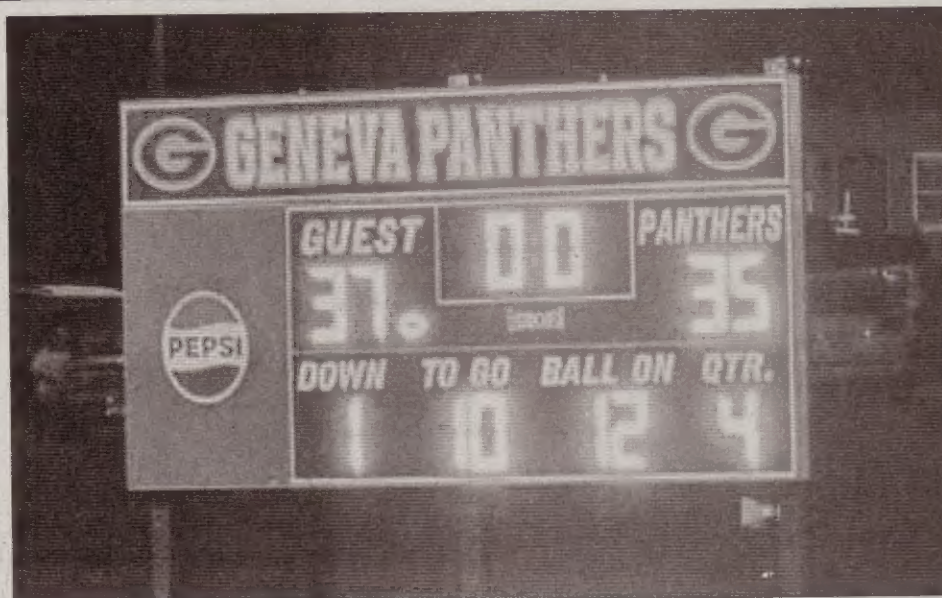 G GENEVA PANTHERS G
GUEST 00 PANTHERS
37 35
PEPSI
DOWN TO GO BALL ON QTR.
1 10 12 4